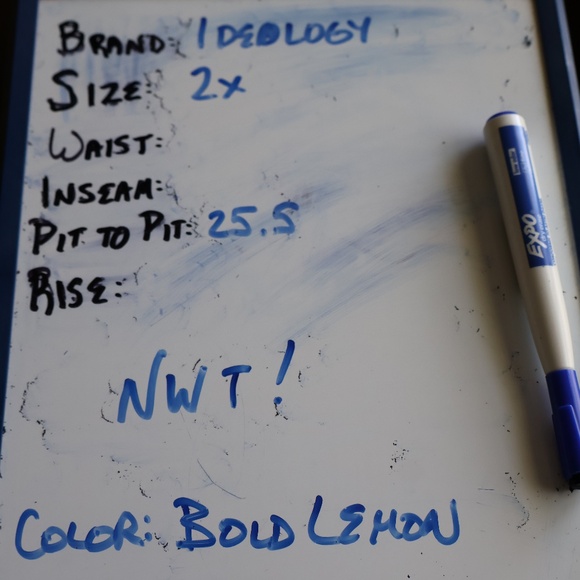 BRAND: IDEOLOGY
SIZE: 2X
WAIST:
INSEAM:
PIT TO PIT: 25.5
RISE:
NWT!
COLOR: BOLD LEMON
EXPO